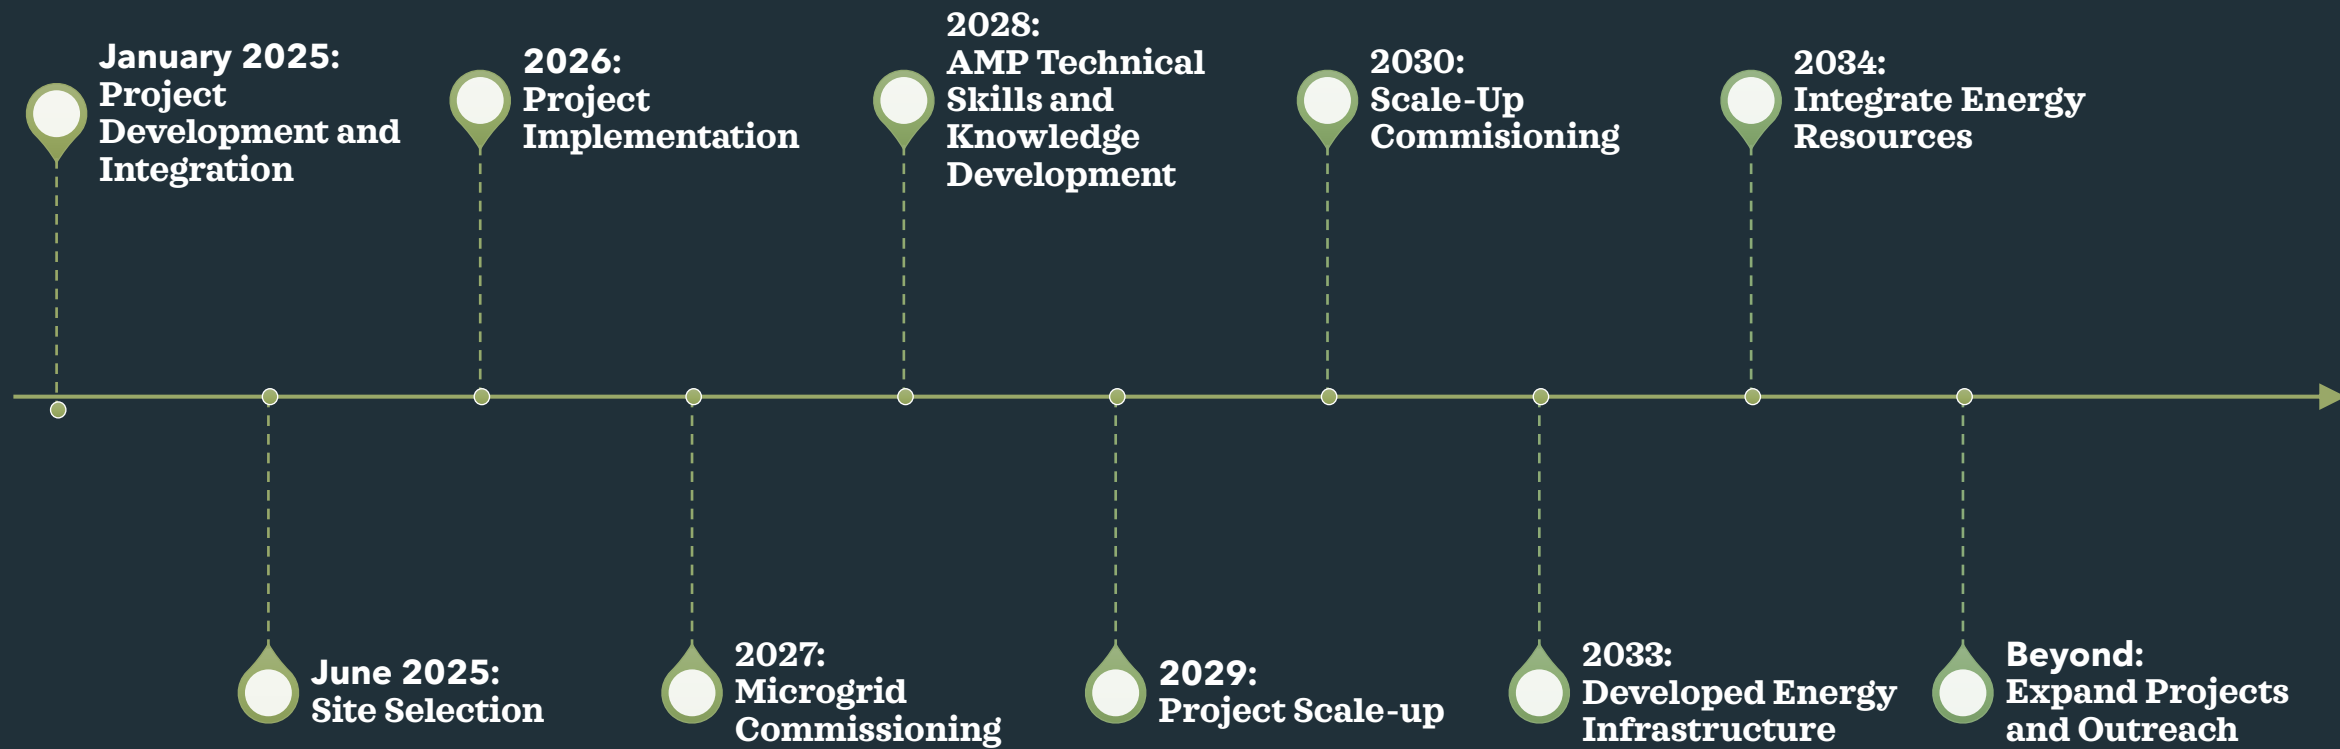 January 2025:
Project
Development and
Integration
June 2025:
Site Selection
2026:
Project
Implementation
2027:
Microgrid
Commissioning
2028:
AMP Technical
Skills and
Knowledge
Development
2029:
Project Scale-up
2030:
Scale-Up
Commisioning
2033:
Developed Energy
Infrastructure
2034:
Integrate Energy
Resources
Beyond:
Expand Projects
and Outreach